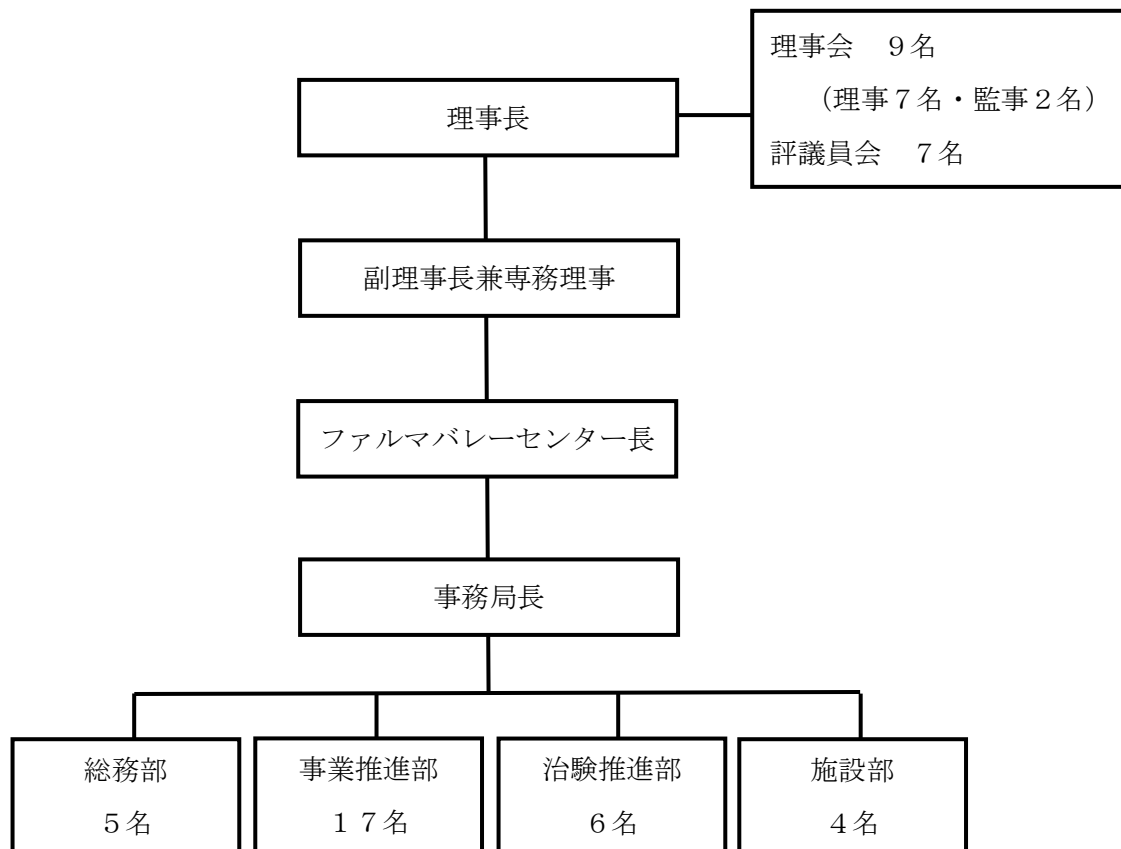 理事会　９名
（理事７名・監事２名）
評議員会　７名
理事長
副理事長兼専務理事
ファルマバレーセンター長
事務局長
総務部
５名
事業推進部
１７名
治験推進部
６名
施設部
４名